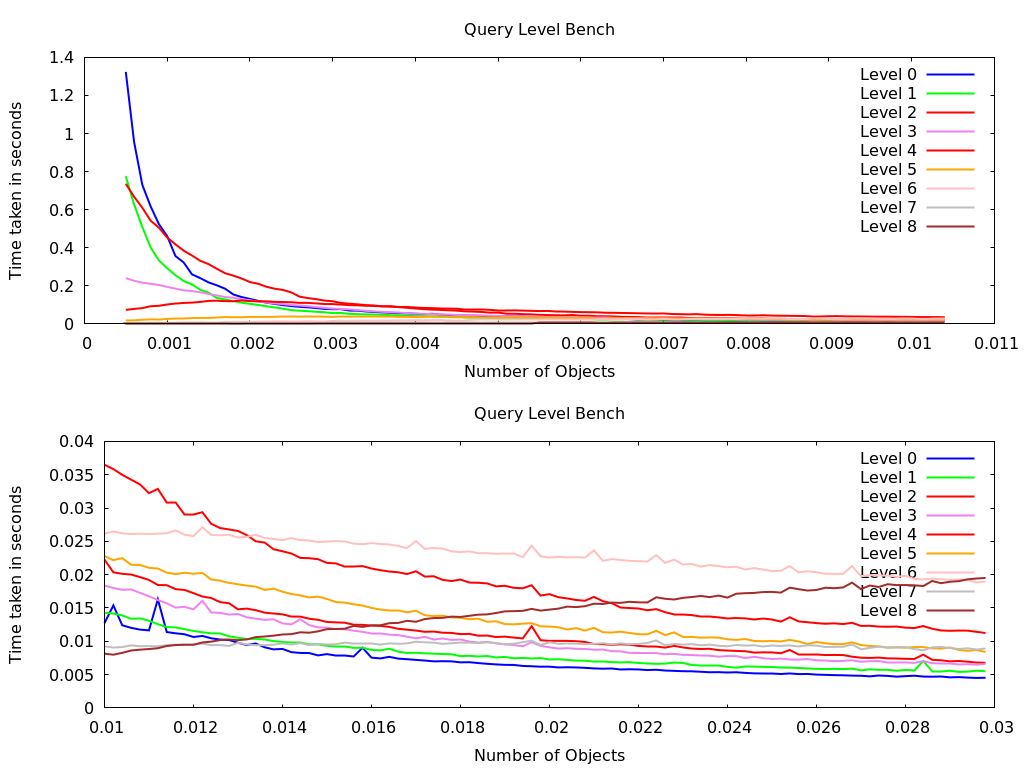 Query Level Bench
1.4
1.2
1
0.8
0.6
0.4
0.2
0
Time taken in seconds
Level 0
Level 1
Level 2
Level 3
Level 4
Level 5
Level 6
Level 7
Level 8
0 0.001 0.002 0.003 0.004 0.005 0.006 0.007 0.008 0.009 0.01 0.011
Number of Objects
Query Level Bench
0.04
0.035
0.03
0.025
0.02
0.015
0.01
0.005
0
Time taken in seconds
Level 0
Level 1
Level 2
Level 3
Level 4
Level 5
Level 6
Level 7
Level 8
0.01 0.012 0.014 0.016 0.018 0.02 0.022 0.024 0.026 0.028 0.03
Number of Objects